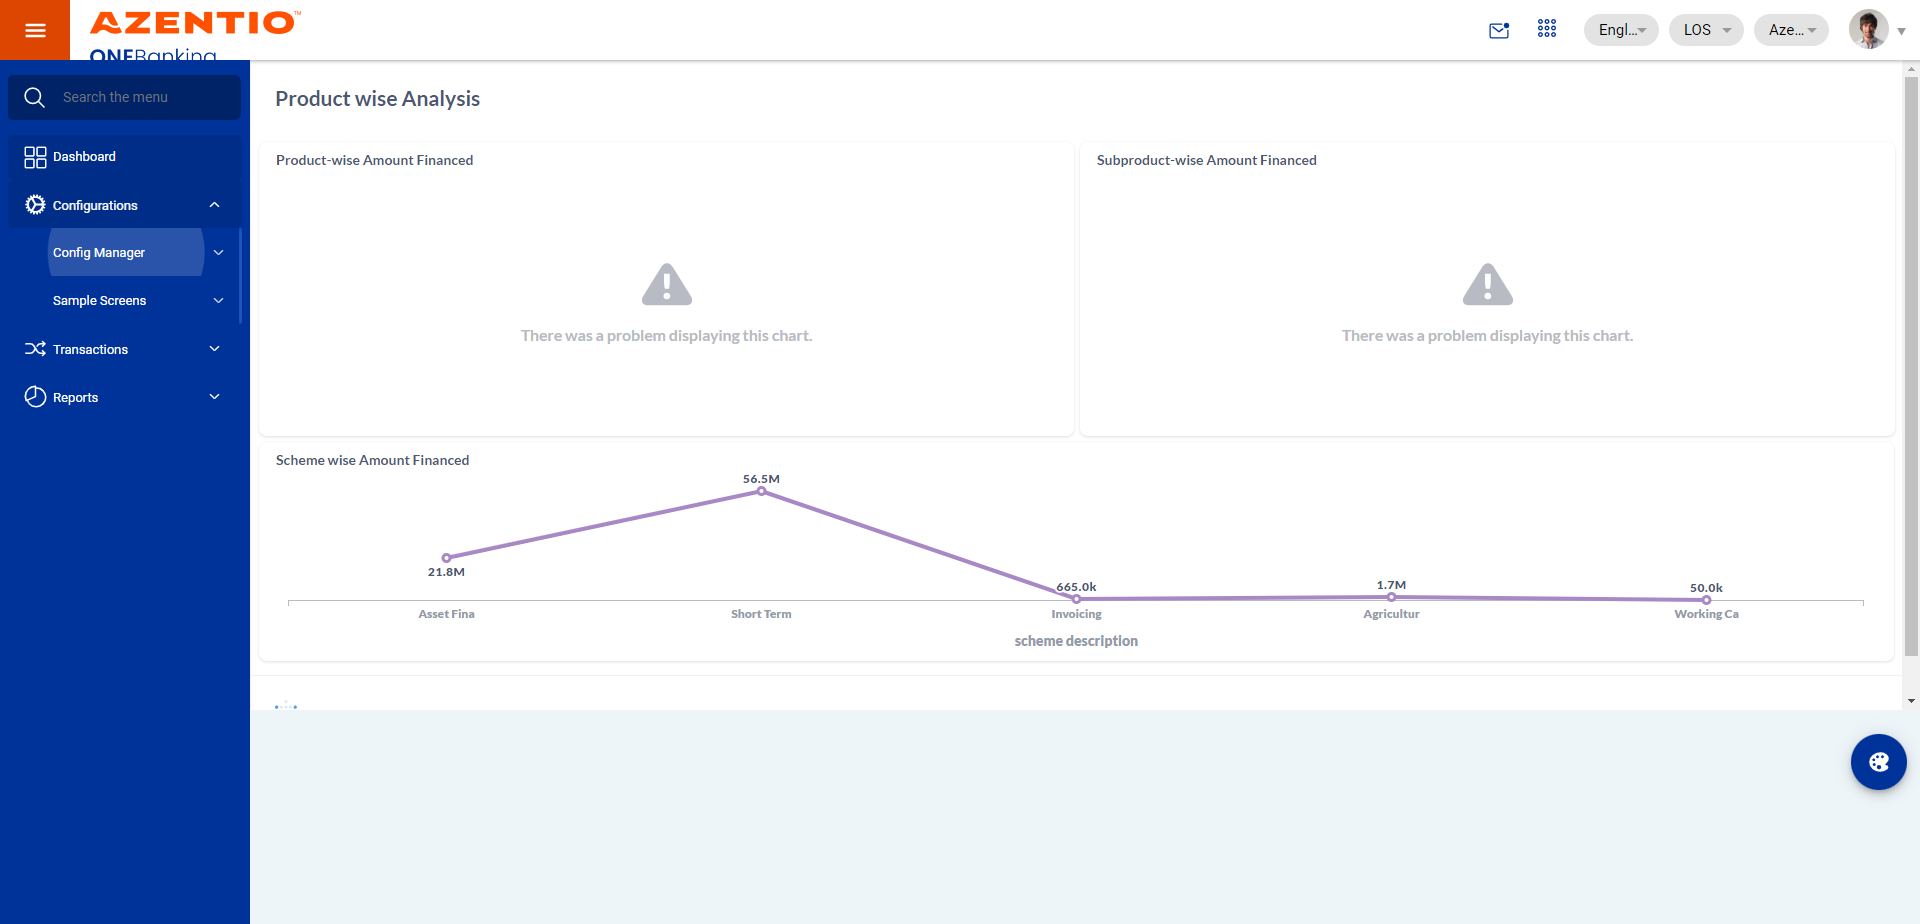 AZENTIO™
ONEBanking
Engl...
LOS
Aze...
Search the menu
Dashboard
Configurations
Config Manager
Sample Screens
Transactions
Reports
Product wise Analysis
Product-wise Amount Financed
There was a problem displaying this chart.
Subproduct-wise Amount Financed
There was a problem displaying this chart.
Scheme wise Amount Financed
56.5M
21.8M
665.0k
1.7M
50.0k
Asset Fina
Short Term
Invoicing
Agricultur
Working Ca
scheme description